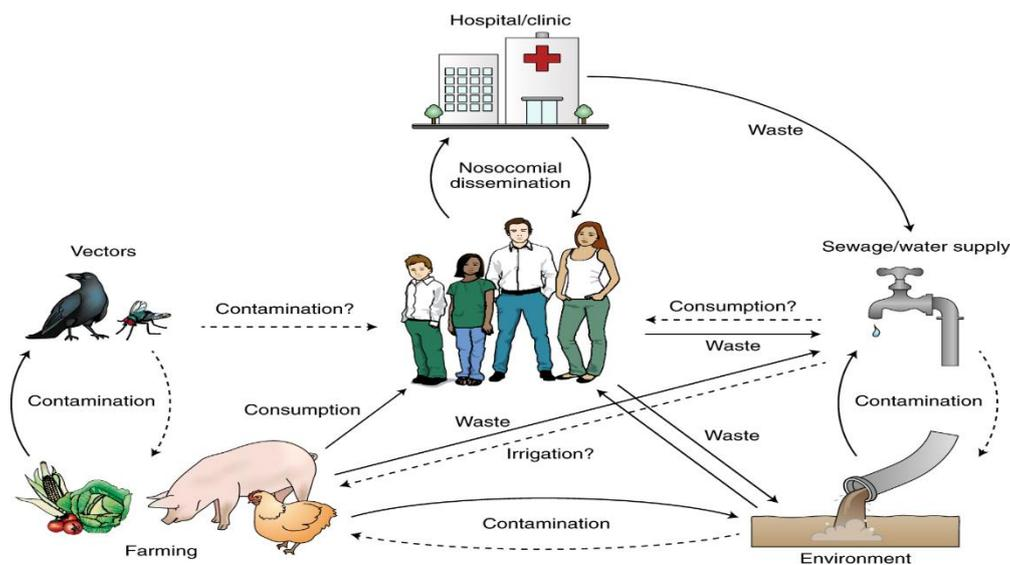 Hospital/clinic
Waste
Nosocomial
dissemination
Vectors
Sewage/water supply
Contamination?
Consumption?
Waste
Contamination
Consumption
Contamination
Waste
Waste
Irrigation?
Contamination
Farming
Environment